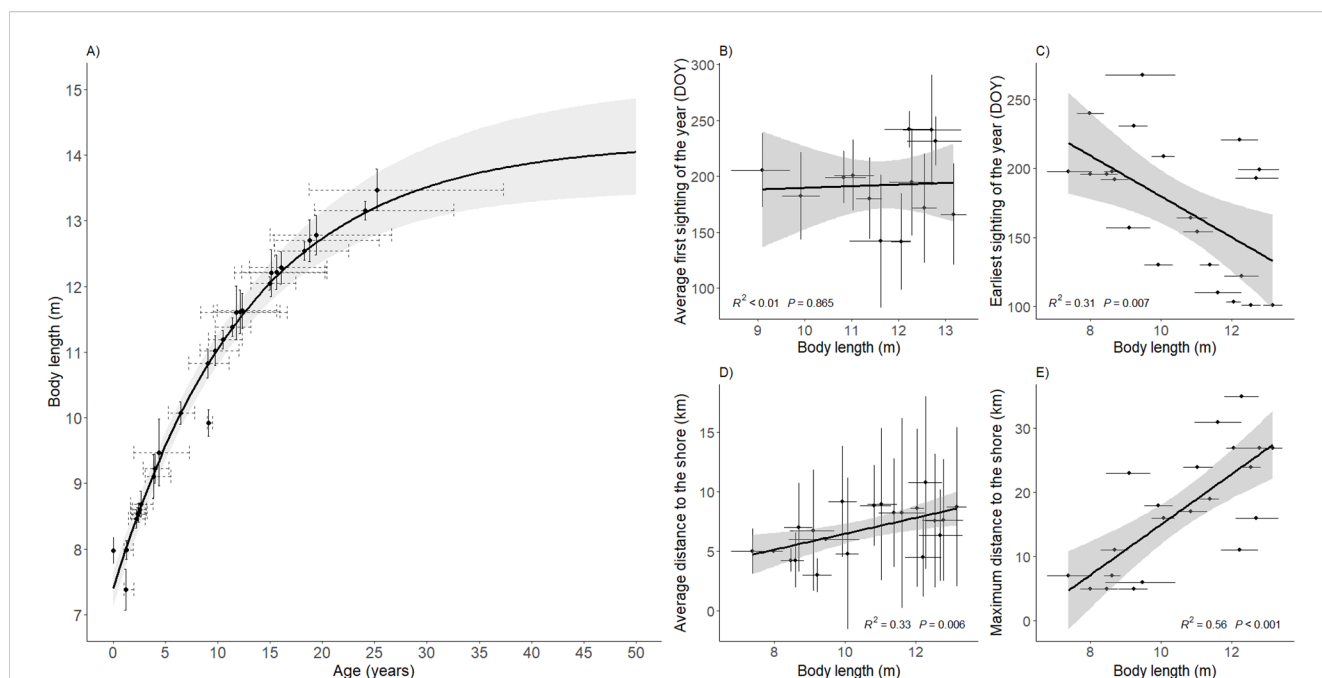 A)
Body length (m)
15
14
13
12
11
10
9
8
7
0 5 10 15 20 25 30 35 40 45 50
Age (years)
B)
Average first sighting of the year (DOY)
300
250
200
150
100
R² < 0.01 P = 0.865
9 10 11 12 13
Body length (m)
C)
Earliest sighting of the year (DOY)
250
200
150
100
R² = 0.31 P = 0.007
8 10 12
Body length (m)
D)
Average distance to the shore (km)
15
10
5
0
R² = 0.33 P = 0.006
8 10 12
Body length (m)
E)
Maximum distance to the shore (km)
30
20
10
0
R² = 0.56 P < 0.001
8 10 12
Body length (m)